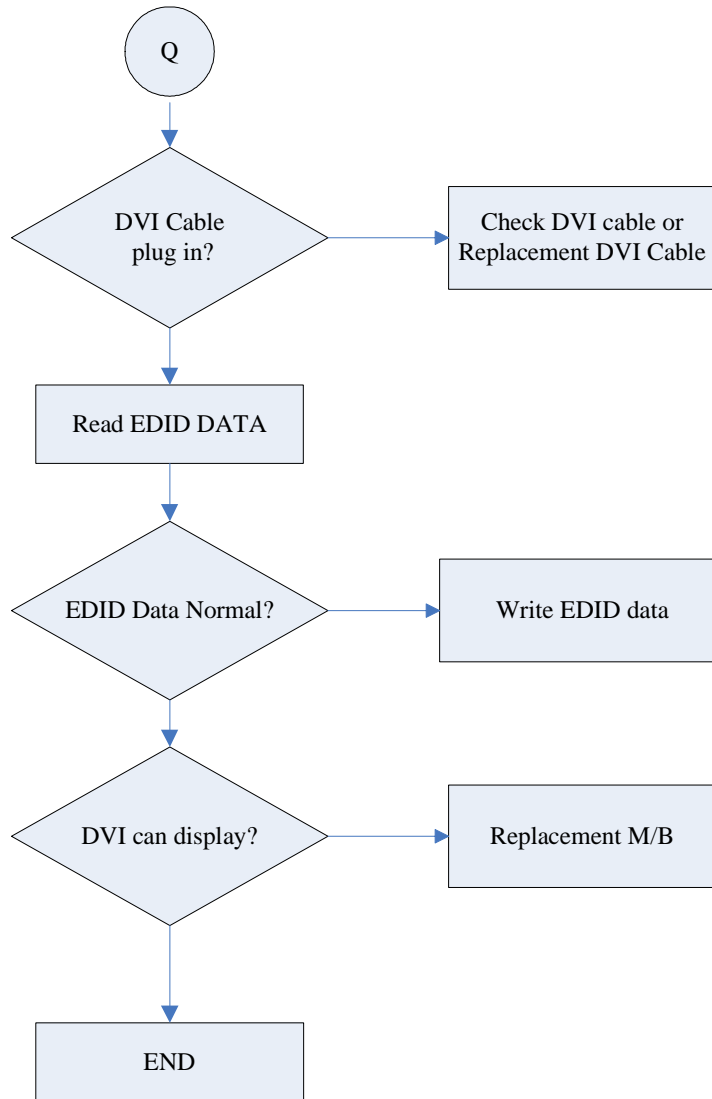 Q
DVI Cable
plug in?
Check DVI cable or
Replacement DVI Cable
Read EDID DATA
EDID Data Normal?
Write EDID data
DVI can display?
Replacement M/B
END